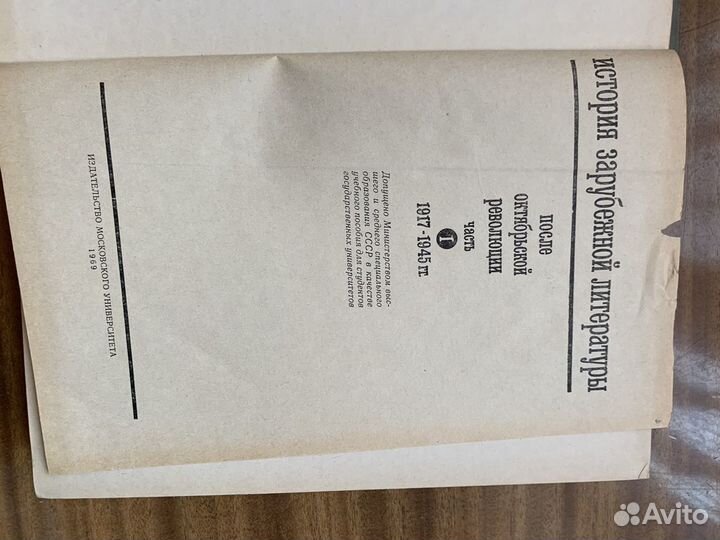 история зарубежной литературы
после
октябрьской
революции
часть
I
1917-1945 гг.
Допущено Министерством выс-
шего и среднего специального
образования СССР в качестве
учебного пособия для студентов
государственных университетов
ИЗДАТЕЛЬСТВО МОСКОВСКОГО УНИВЕРСИТЕТА
1969
Avito